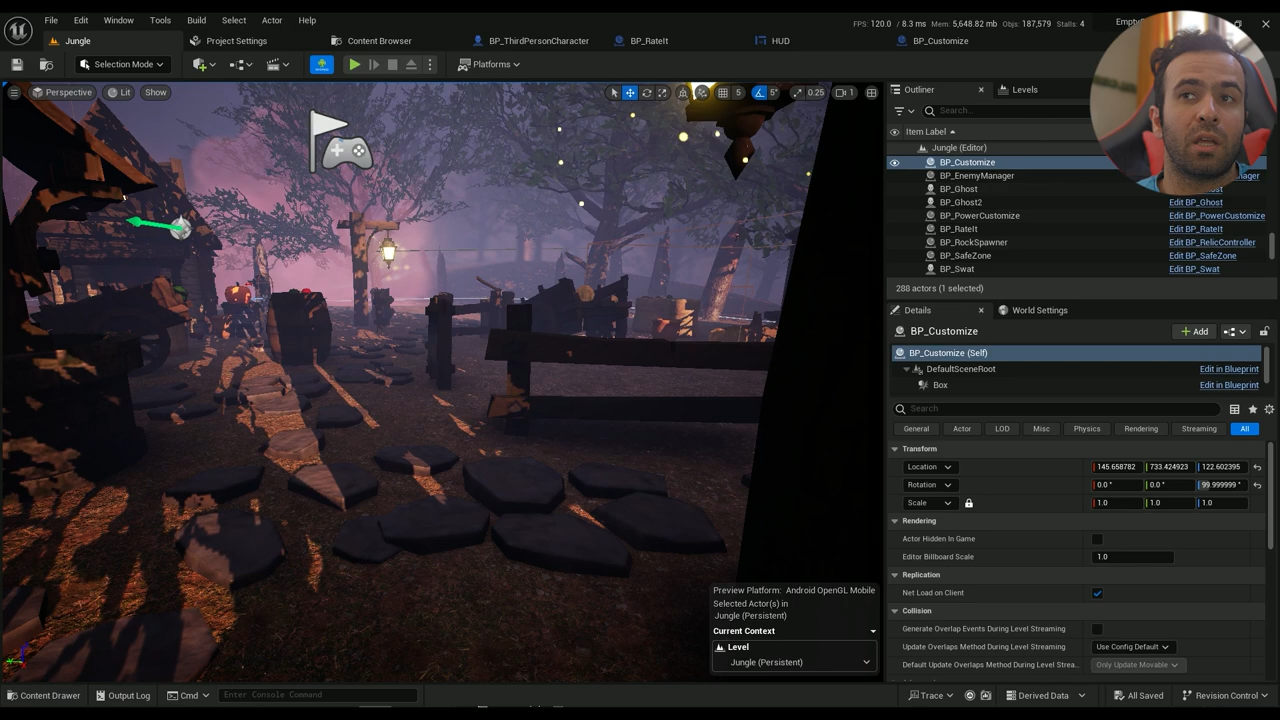 File Edit Window Tools Build Select Actor Help
FPS: 120.0 / 8.3 ms Mem: 5,648.82 mb Objs: 187,579 Stalls: 4
Jungle Project Settings Content Browser BP_ThirdPersonCharacter BP_RateIt HUD BP_Customize
Selection Mode Platforms
Perspective Lit Show 5 5° 0.25 1
Outliner Levels
Search...
Item Label
Jungle (Editor)
BP_Customize
BP_EnemyManager
BP_Ghost
BP_Ghost2 Edit BP_Ghost
BP_PowerCustomize Edit BP_PowerCustomize
BP_RateIt Edit BP_RateIt
BP_RockSpawner Edit BP_RelicController
BP_SafeZone Edit BP_SafeZone
BP_Swat Edit BP_Swat
288 actors (1 selected)
Details World Settings
BP_Customize Add
BP_Customize (Self)
DefaultSceneRoot Edit in Blueprint
Box Edit in Blueprint
Search
General Actor LOD Misc Physics Rendering Streaming All
Transform
Location 145.658782 733.424923 122.602395
Rotation 0.0 ° 0.0 ° 99.999999 °
Scale 1.0 1.0 1.0
Rendering
Actor Hidden In Game
Editor Billboard Scale 1.0
Replication
Net Load on Client
Collision
Generate Overlap Events During Level Streaming
Update Overlaps Method During Level Streaming Use Config Default
Default Update Overlaps Method During Level Strea... Only Update Movable
Preview Platform: Android OpenGL Mobile
Selected Actor(s) in
Jungle (Persistent)
Current Context
Level
Jungle (Persistent)
Content Drawer Output Log Cmd Enter Console Command Trace Derived Data All Saved Revision Control